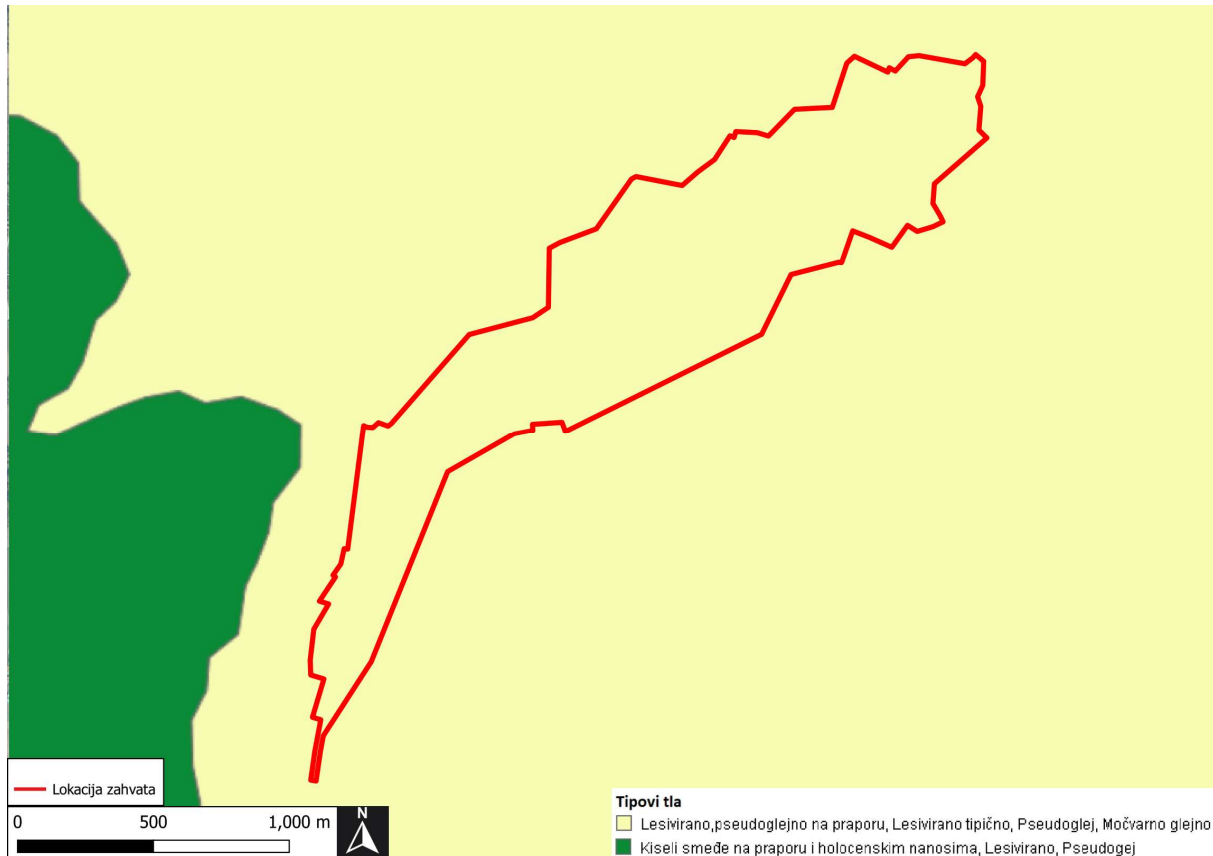 Lokacija zahvata
0 500 1,000 m
N
Tipovi tla
Lesivirano,pseudoglejno na praporu, Lesivirano tipično, Pseudoglej, Močvarno glejno
Kiseli smeđe na praporu i holocenskim nanosima, Lesivirano, Pseudogej